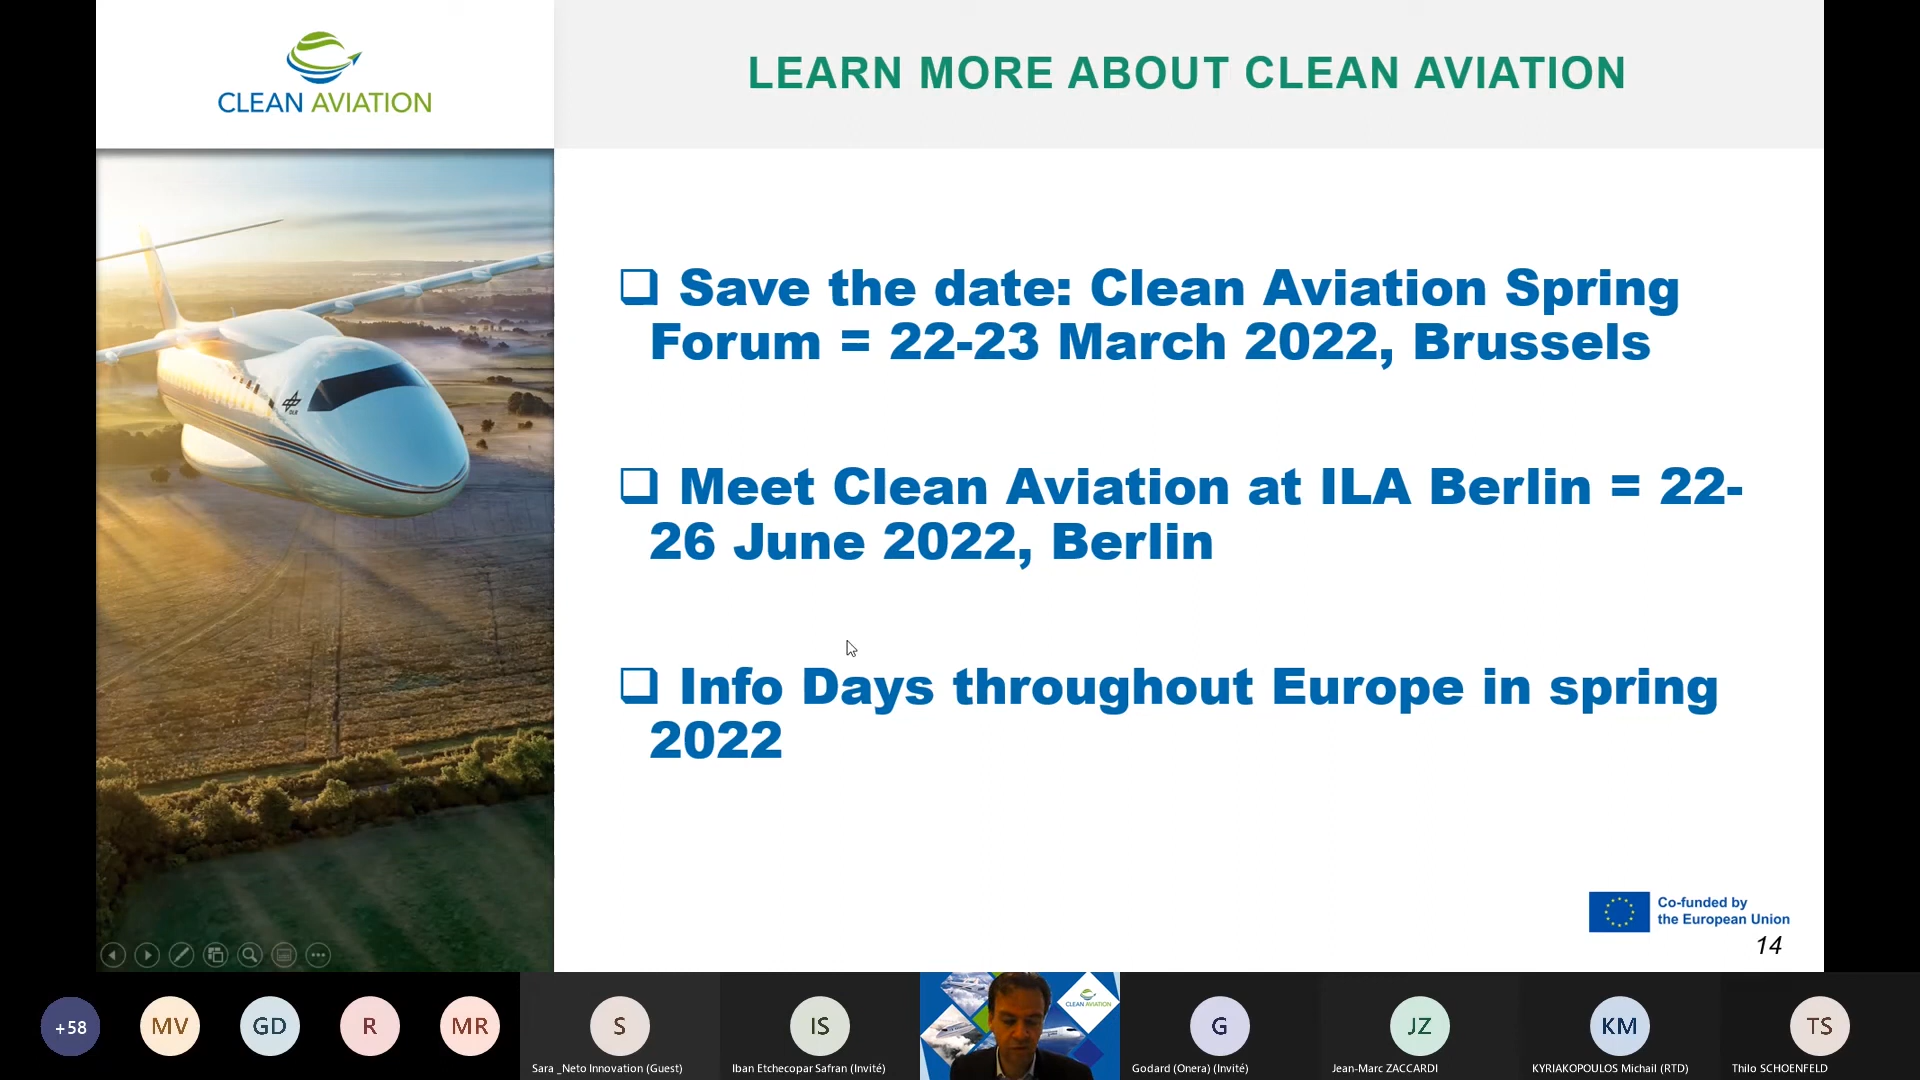 CLEAN AVIATION
LEARN MORE ABOUT CLEAN AVIATION
❑ Save the date: Clean Aviation Spring
Forum = 22-23 March 2022, Brussels
❑ Meet Clean Aviation at ILA Berlin = 22-
26 June 2022, Berlin
❑ Info Days throughout Europe in spring
2022
DLR
Co-funded by
the European Union
14
+58
MV
GD
R
MR
S
Sara _Neto Innovation (Guest)
IS
Iban Etchecopar Safran (Invité)
CLEAN AVIATION
G
Godard (Onera) (Invité)
JZ
Jean-Marc ZACCARDI
KM
KYRIAKOPOULOS Michail (RTD)
TS
Thilo SCHOENFELD